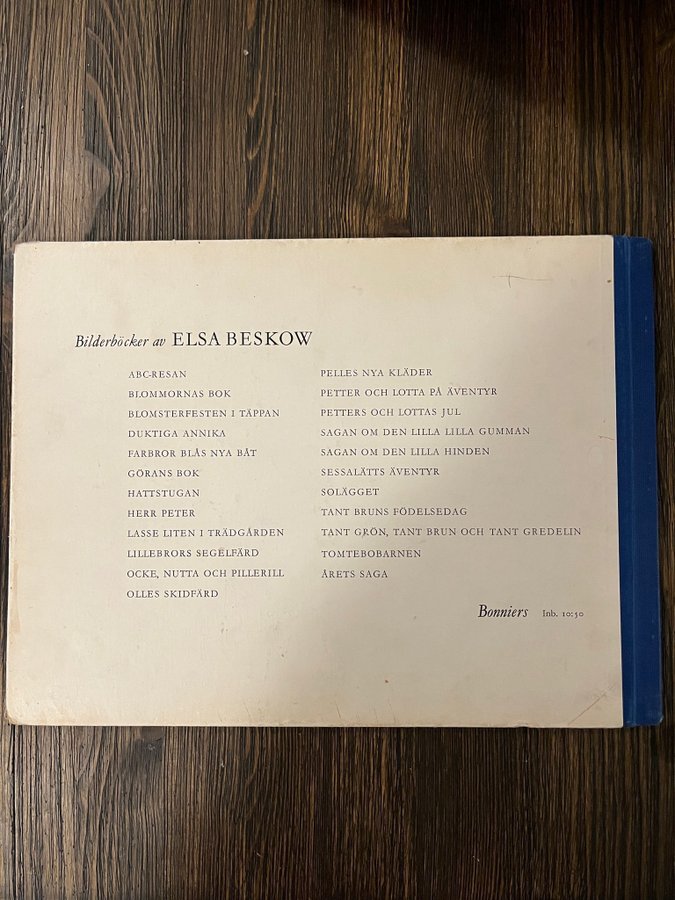 Bilderböcker av ELSA BESKOW
ABC-RESAN
BLOMMORNAS BOK
BLOMSTERFESTEN I TÄPPAN
DUKTIGA ANNIKA
FARBROR BLÅS NYA BÅT
GÖRANS BOK
HATTSTUGAN
HERR PETER
LASSE LITEN I TRÄDGÅRDEN
LILLEBRORS SEGELFÄRD
OCKE, NUTTA OCH PILLERILL
OLLES SKIDFÄRD
PELLES NYA KLÄDER
PETTER OCH LOTTA PÅ ÄVENTYR
PETTERS OCH LOTTAS JUL
SAGAN OM DEN LILLA LILLA GUMMAN
SAGAN OM DEN LILLA HINDEN
SESSALÄTTS ÄVENTYR
SOLÄGGET
TANT BRUNS FÖDELSEDAG
TANT GRÖN, TANT BRUN OCH TANT GREDELIN
TOMTEBOBARNEN
ÅRETS SAGA
Bonniers Inb. 10:50